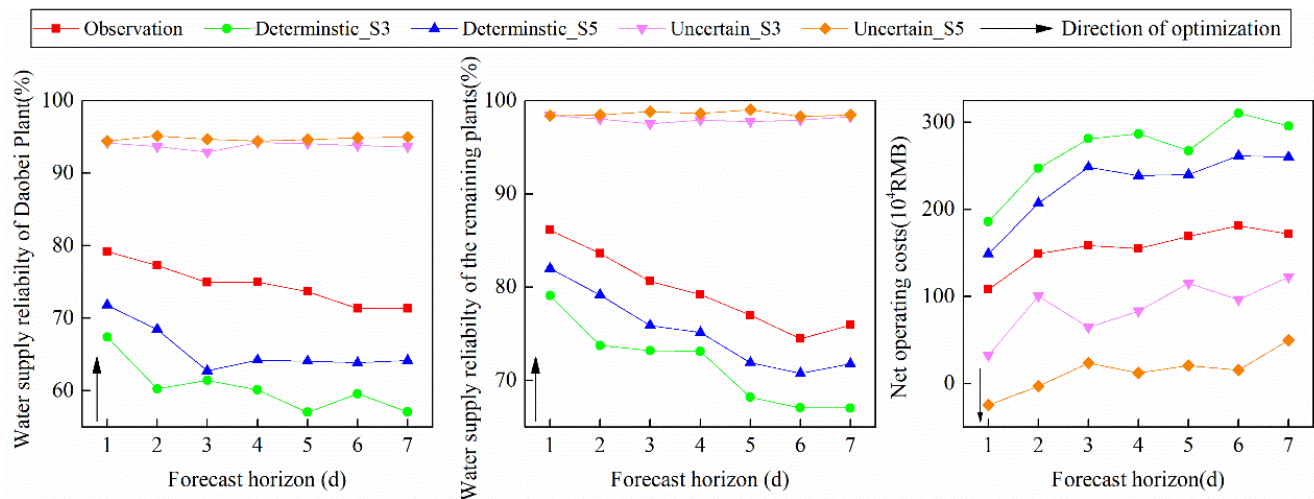 Observation Determinstic_S3 Determinstic_S5 Uncertain_S3 Uncertain_S5 Direction of optimization
Water supply reliability of Daobei Plant(%)
100
90
80
70
60
1 2 3 4 5 6 7
Forecast horizon (d)
Water supply reliability of the remaining plants(%)
100
90
80
70
1 2 3 4 5 6 7
Forecast horizon (d)
Net operating costs(10⁴RMB)
300
200
100
0
1 2 3 4 5 6 7
Forecast horizon(d)